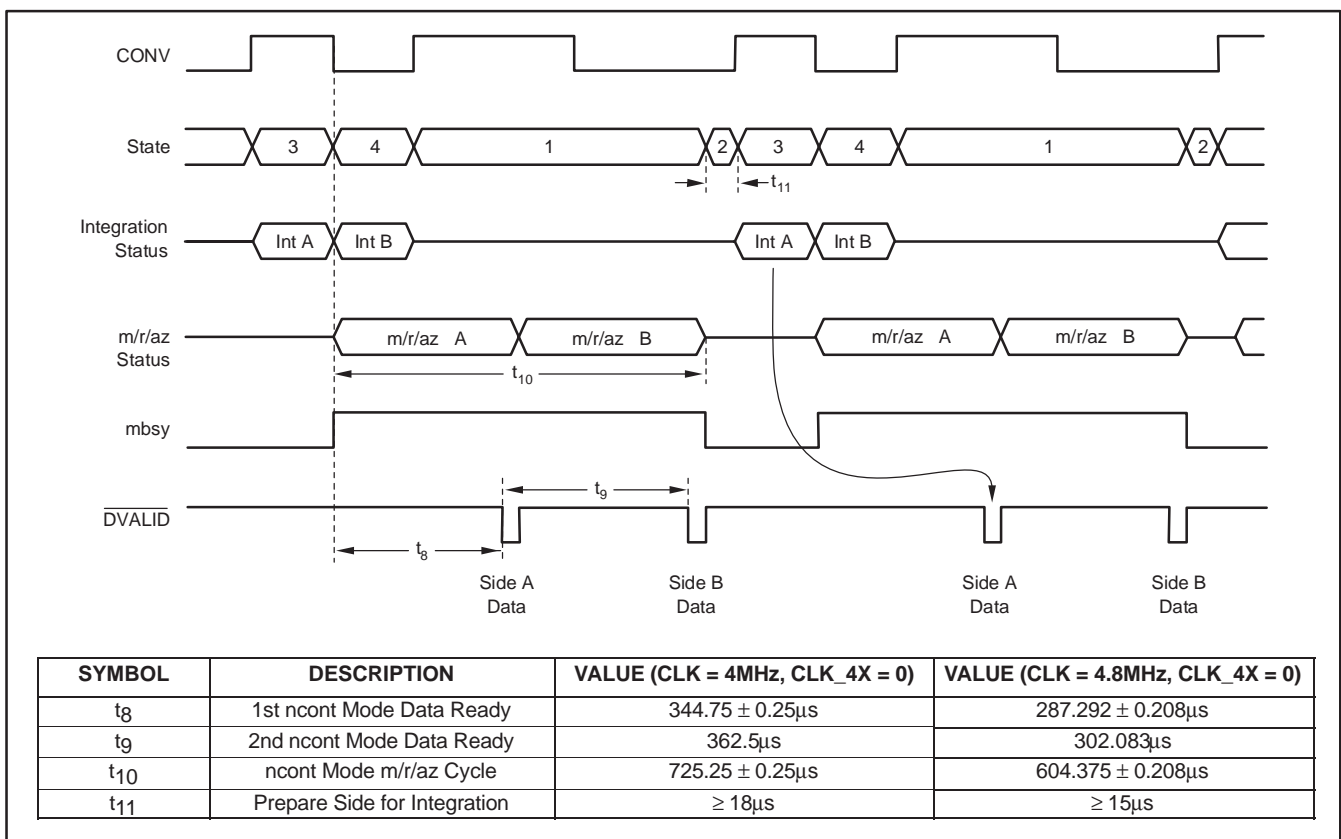 CONV
State 3 4 1 2 3 4 1 2
t11
Integration
Status
Int A Int B Int A Int B
m/r/az
Status
m/r/az A m/r/az B m/r/az A m/r/az B
t10
mbsy
t9
DVALID
t8
Side A
Data
Side B
Data
Side A
Data
Side B
Data
SYMBOL DESCRIPTION VALUE (CLK = 4MHz, CLK_4X = 0) VALUE (CLK = 4.8MHz, CLK_4X = 0)
t8 1st ncont Mode Data Ready 344.75 ± 0.25µs 287.292 ± 0.208µs
t9 2nd ncont Mode Data Ready 362.5µs 302.083µs
t10 ncont Mode m/r/az Cycle 725.25 ± 0.25µs 604.375 ± 0.208µs
t11 Prepare Side for Integration ≥ 18µs ≥ 15µs